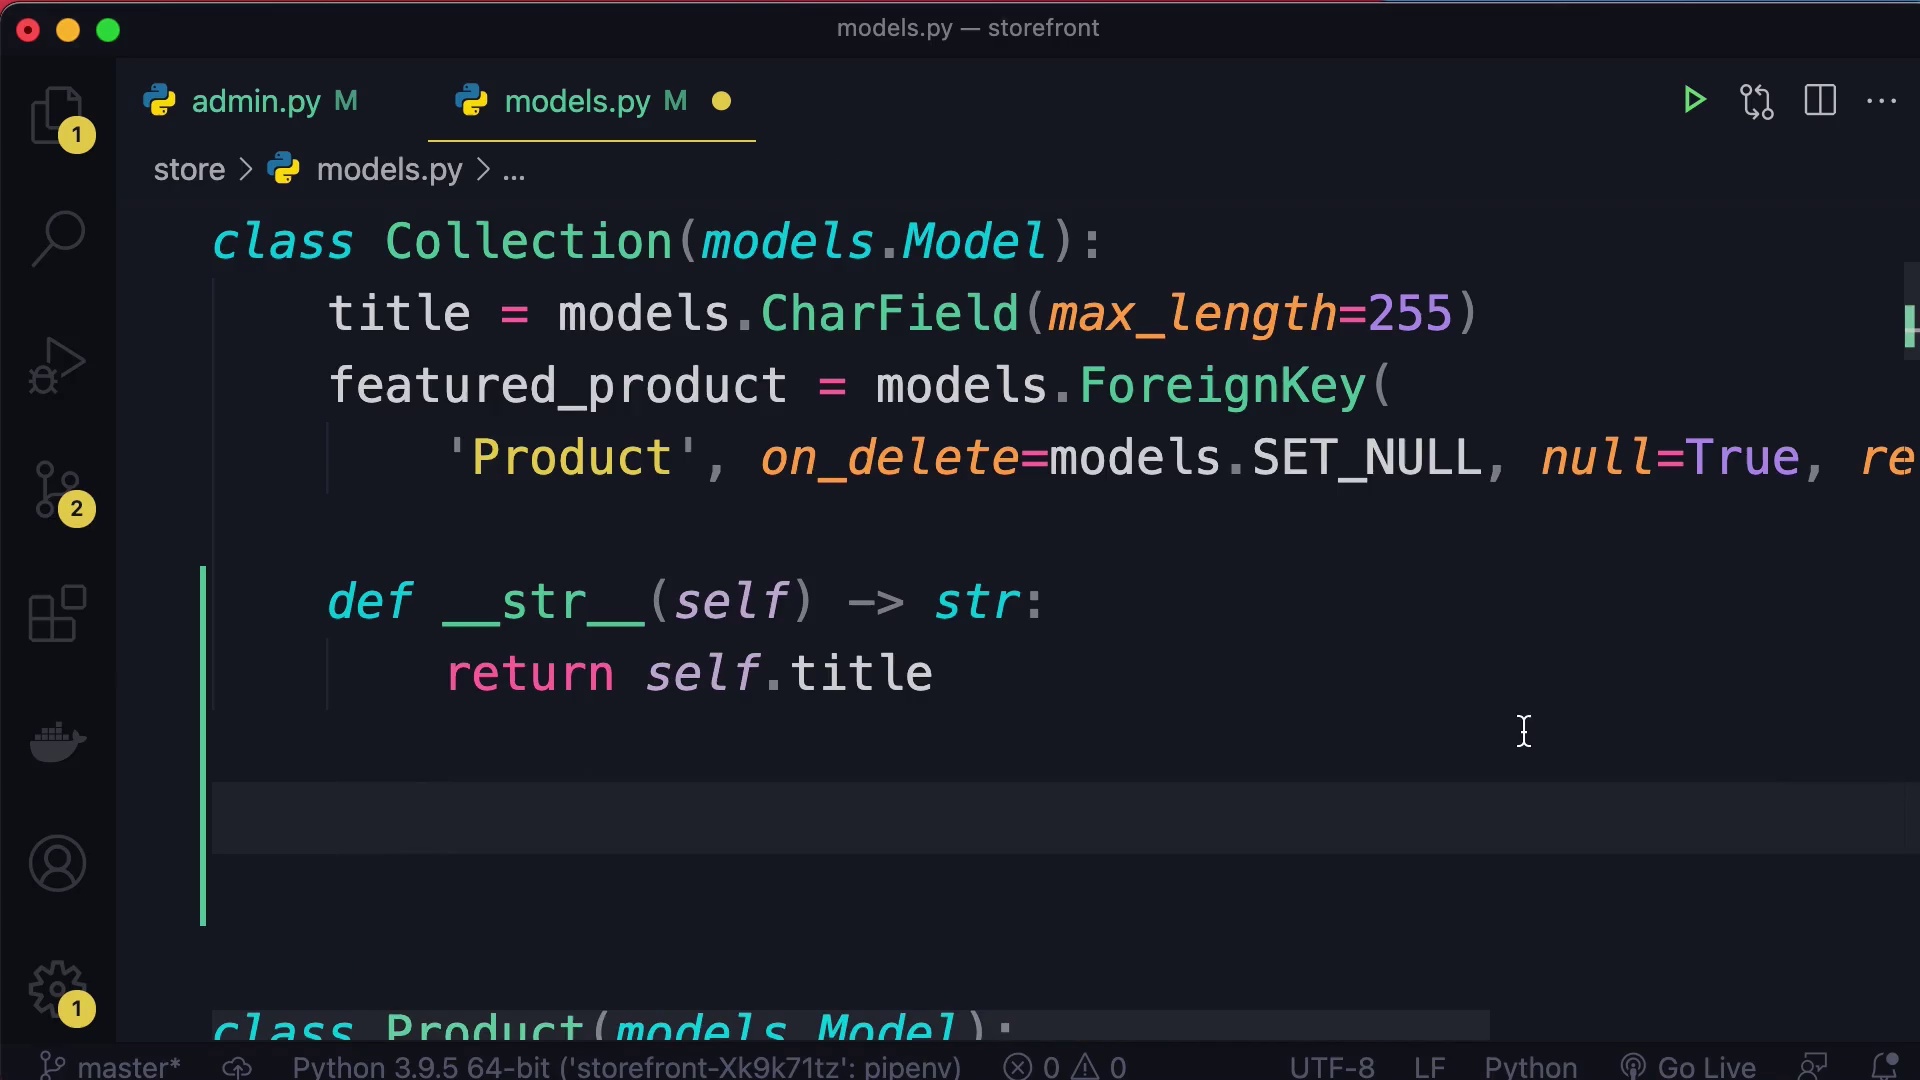 models.py — storefront
admin.py M
models.py M
store > models.py > ...
class Collection(models.Model):
title = models.CharField(max_length=255)
featured_product = models.ForeignKey(
'Product', on_delete=models.SET_NULL, null=True, re
def __str__(self) -> str:
return self.title
class Product(models.Model):
1
2
1
master* Python 3.9.5 64-bit ('storefront-Xk9k71tz': pipenv) 0 0 UTF-8 LF Python Go Live